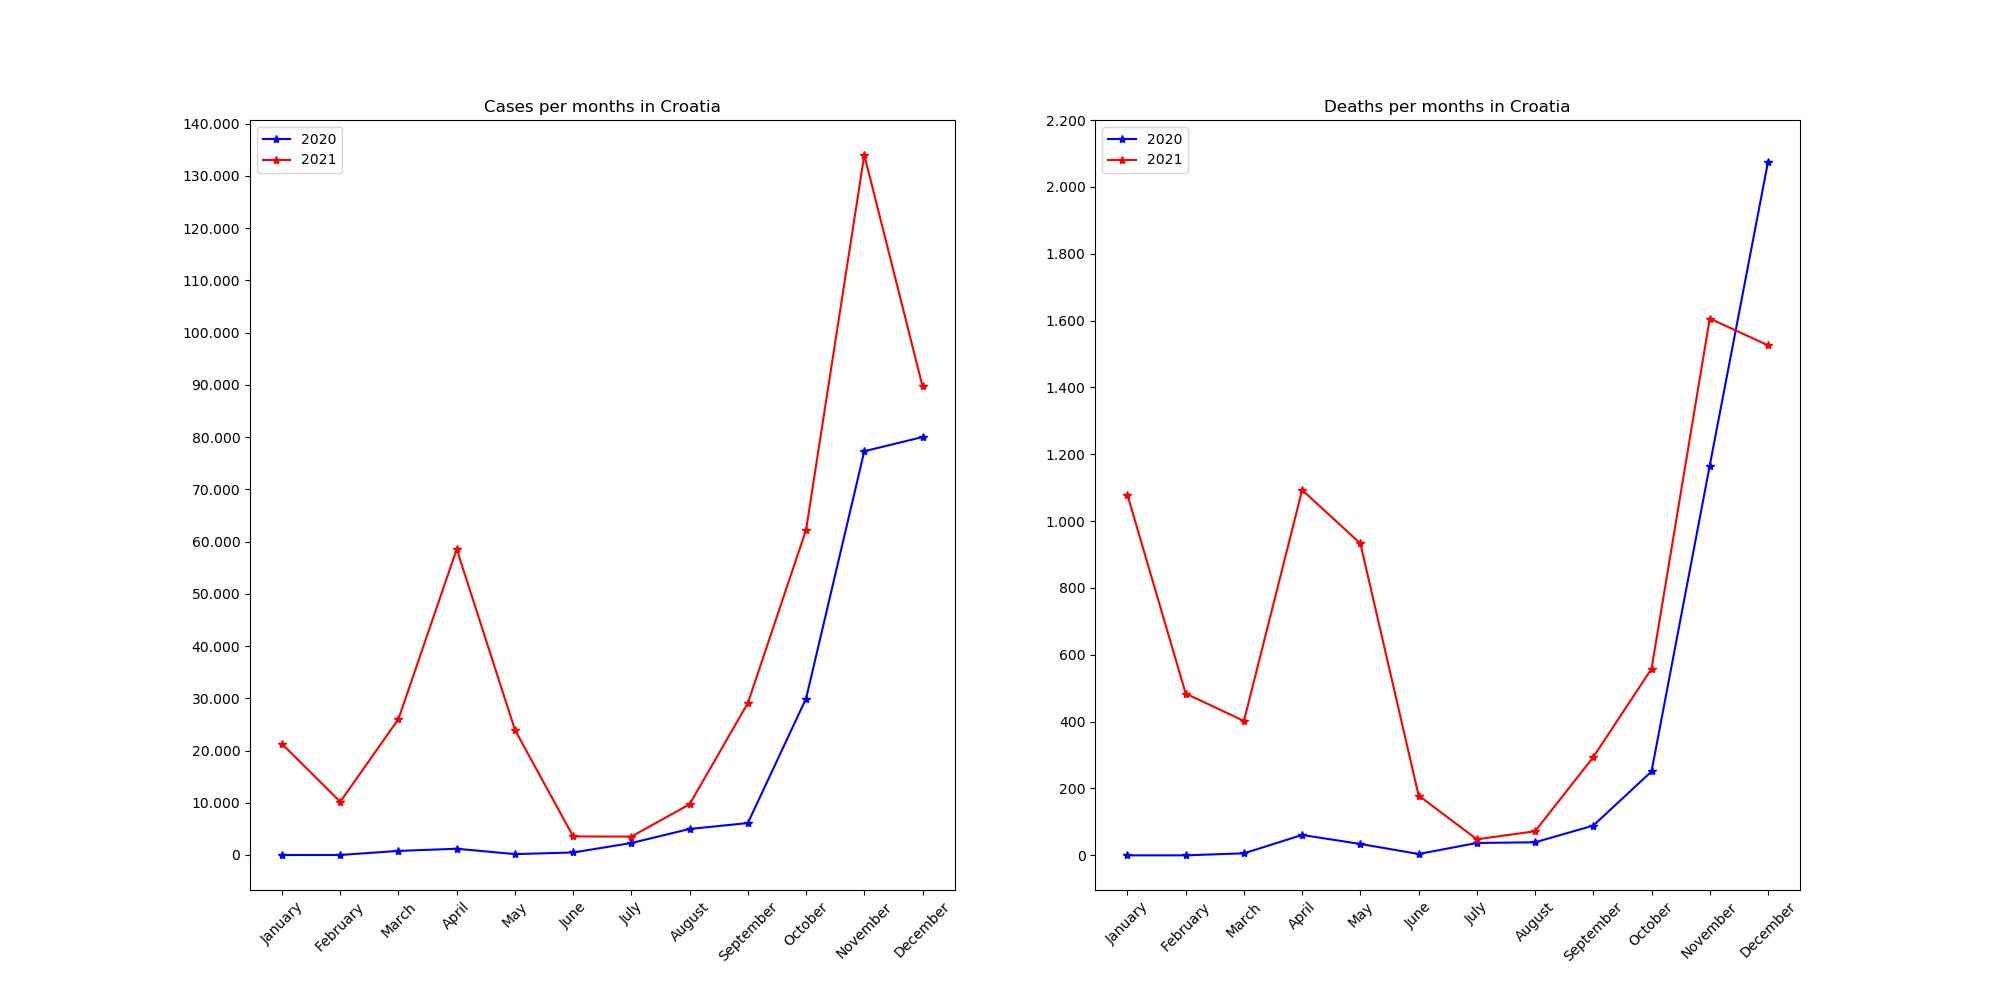 Cases per months in Croatia
2020
2021
140.000
130.000
120.000
110.000
100.000
90.000
80.000
70.000
60.000
50.000
40.000
30.000
20.000
10.000
0
January
February
March
April
May
June
July
August
September
October
November
December
Deaths per months in Croatia
2020
2021
2.200
2.000
1.800
1.600
1.400
1.200
1.000
800
600
400
200
0
January
February
March
April
May
June
July
August
September
October
November
December